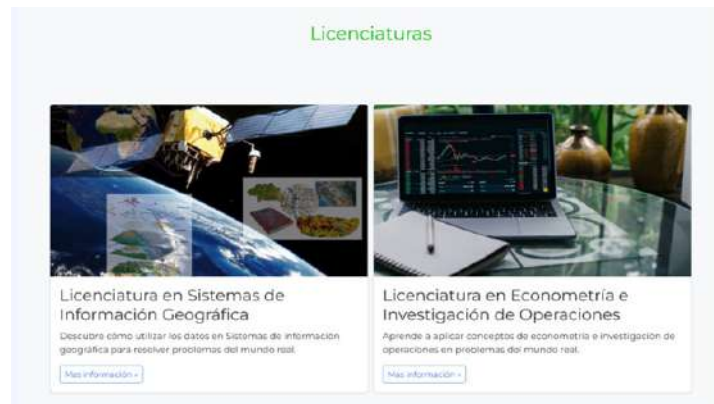 Licenciaturas
Licenciatura en Sistemas de
Información Geográfica
Descubre cómo utilizar los datos en Sistemas de información
geográfica para resolver problemas del mundo real.
Mas información »
Licenciatura en Econometría e
Investigación de Operaciones
Aprende a aplicar conceptos de econometría e investigación de
operaciones en problemas del mundo real.
Mas información »